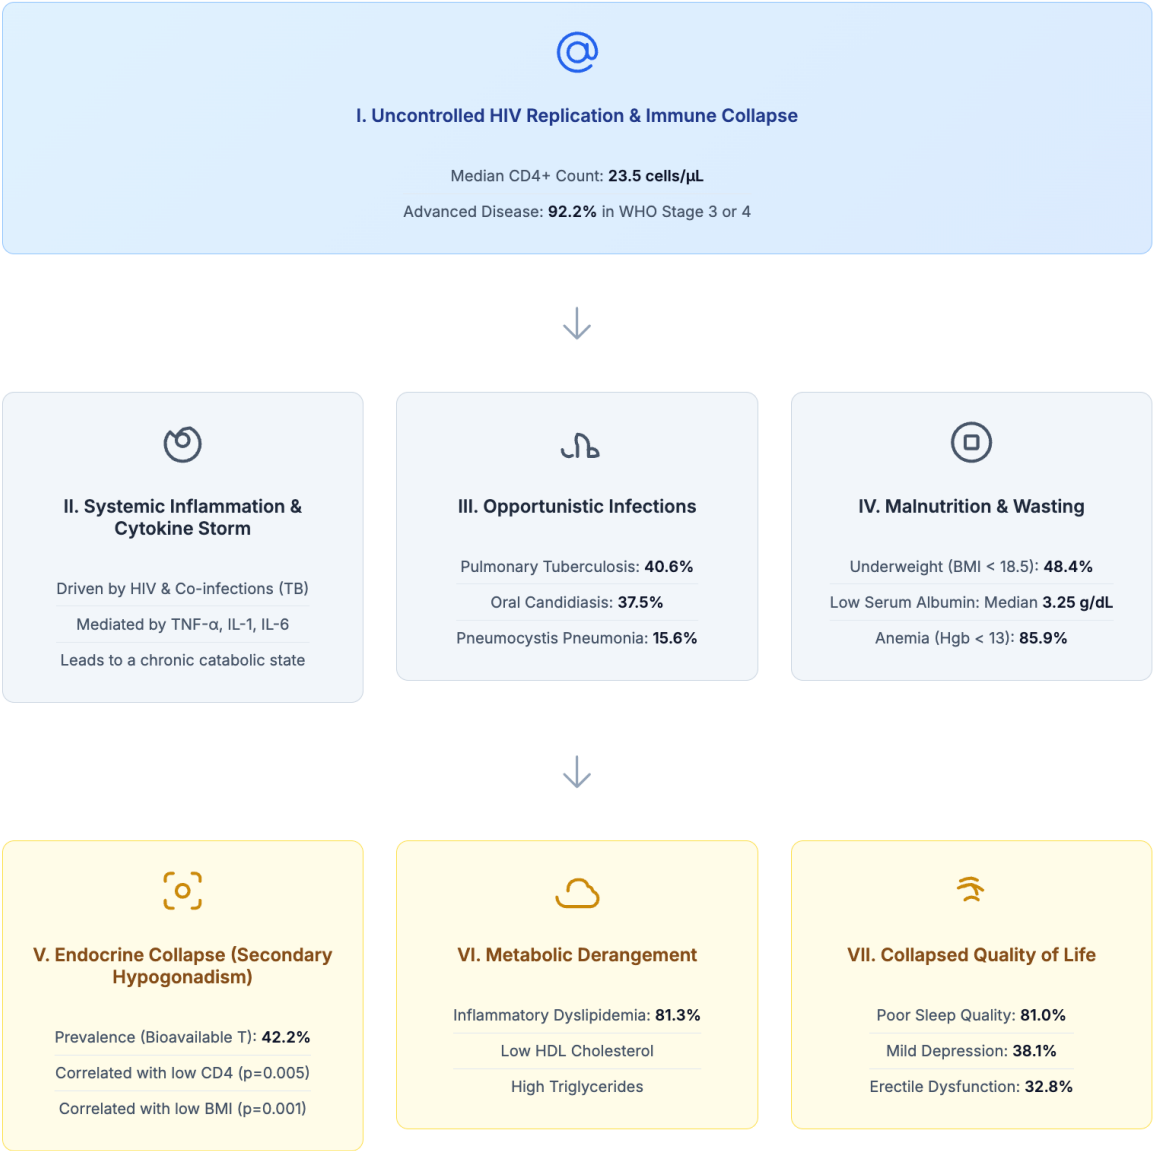 I. Uncontrolled HIV Replication & Immune Collapse
Median CD4+ Count: 23.5 cells/μL
Advanced Disease: 92.2% in WHO Stage 3 or 4
II. Systemic Inflammation &
Cytokine Storm
Driven by HIV & Co-infections (TB)
Mediated by TNF-α, IL-1, IL-6
Leads to a chronic catabolic state
III. Opportunistic Infections
Pulmonary Tuberculosis: 40.6%
Oral Candidiasis: 37.5%
Pneumocystis Pneumonia: 15.6%
IV. Malnutrition & Wasting
Underweight (BMI < 18.5): 48.4%
Low Serum Albumin: Median 3.25 g/dL
Anemia (Hgb < 13): 85.9%
V. Endocrine Collapse (Secondary
Hypogonadism)
Prevalence (Bioavailable T): 42.2%
Correlated with low CD4 (p=0.005)
Correlated with low BMI (p=0.001)
VI. Metabolic Derangement
Inflammatory Dyslipidemia: 81.3%
Low HDL Cholesterol
High Triglycerides
VII. Collapsed Quality of Life
Poor Sleep Quality: 81.0%
Mild Depression: 38.1%
Erectile Dysfunction: 32.8%